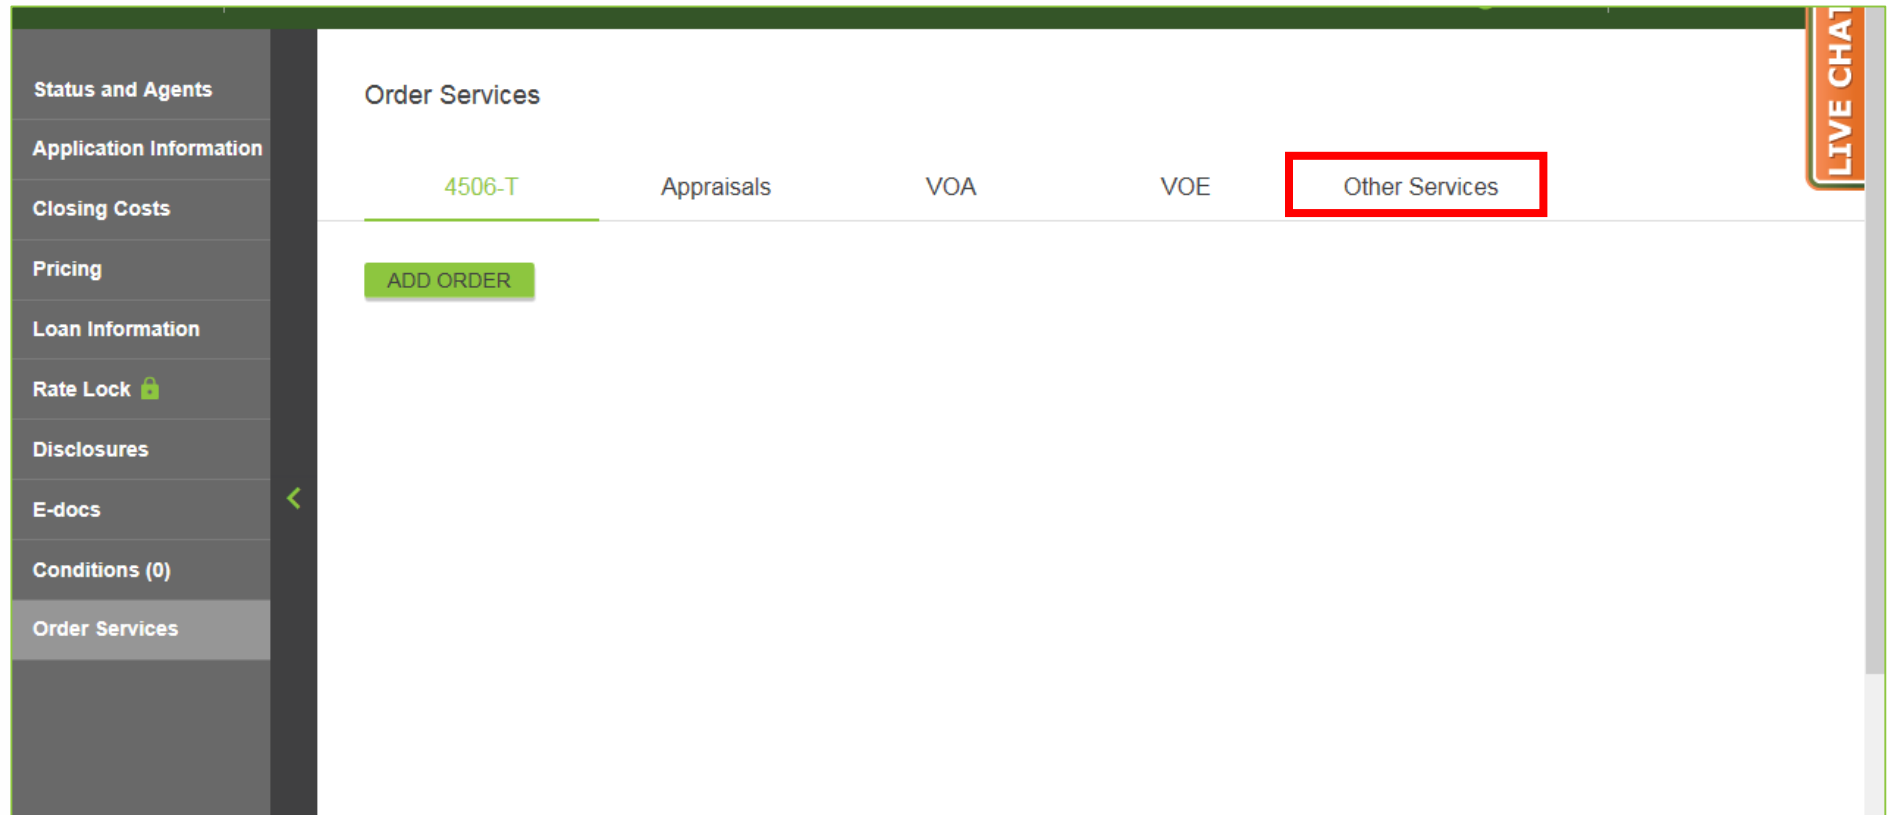 Status and Agents
Application Information
Closing Costs
Pricing
Loan Information
Rate Lock
Disclosures
E-docs
Conditions (0)
Order Services
Order Services
4506-T Appraisals VOA VOE Other Services
ADD ORDER
LIVE CHAT